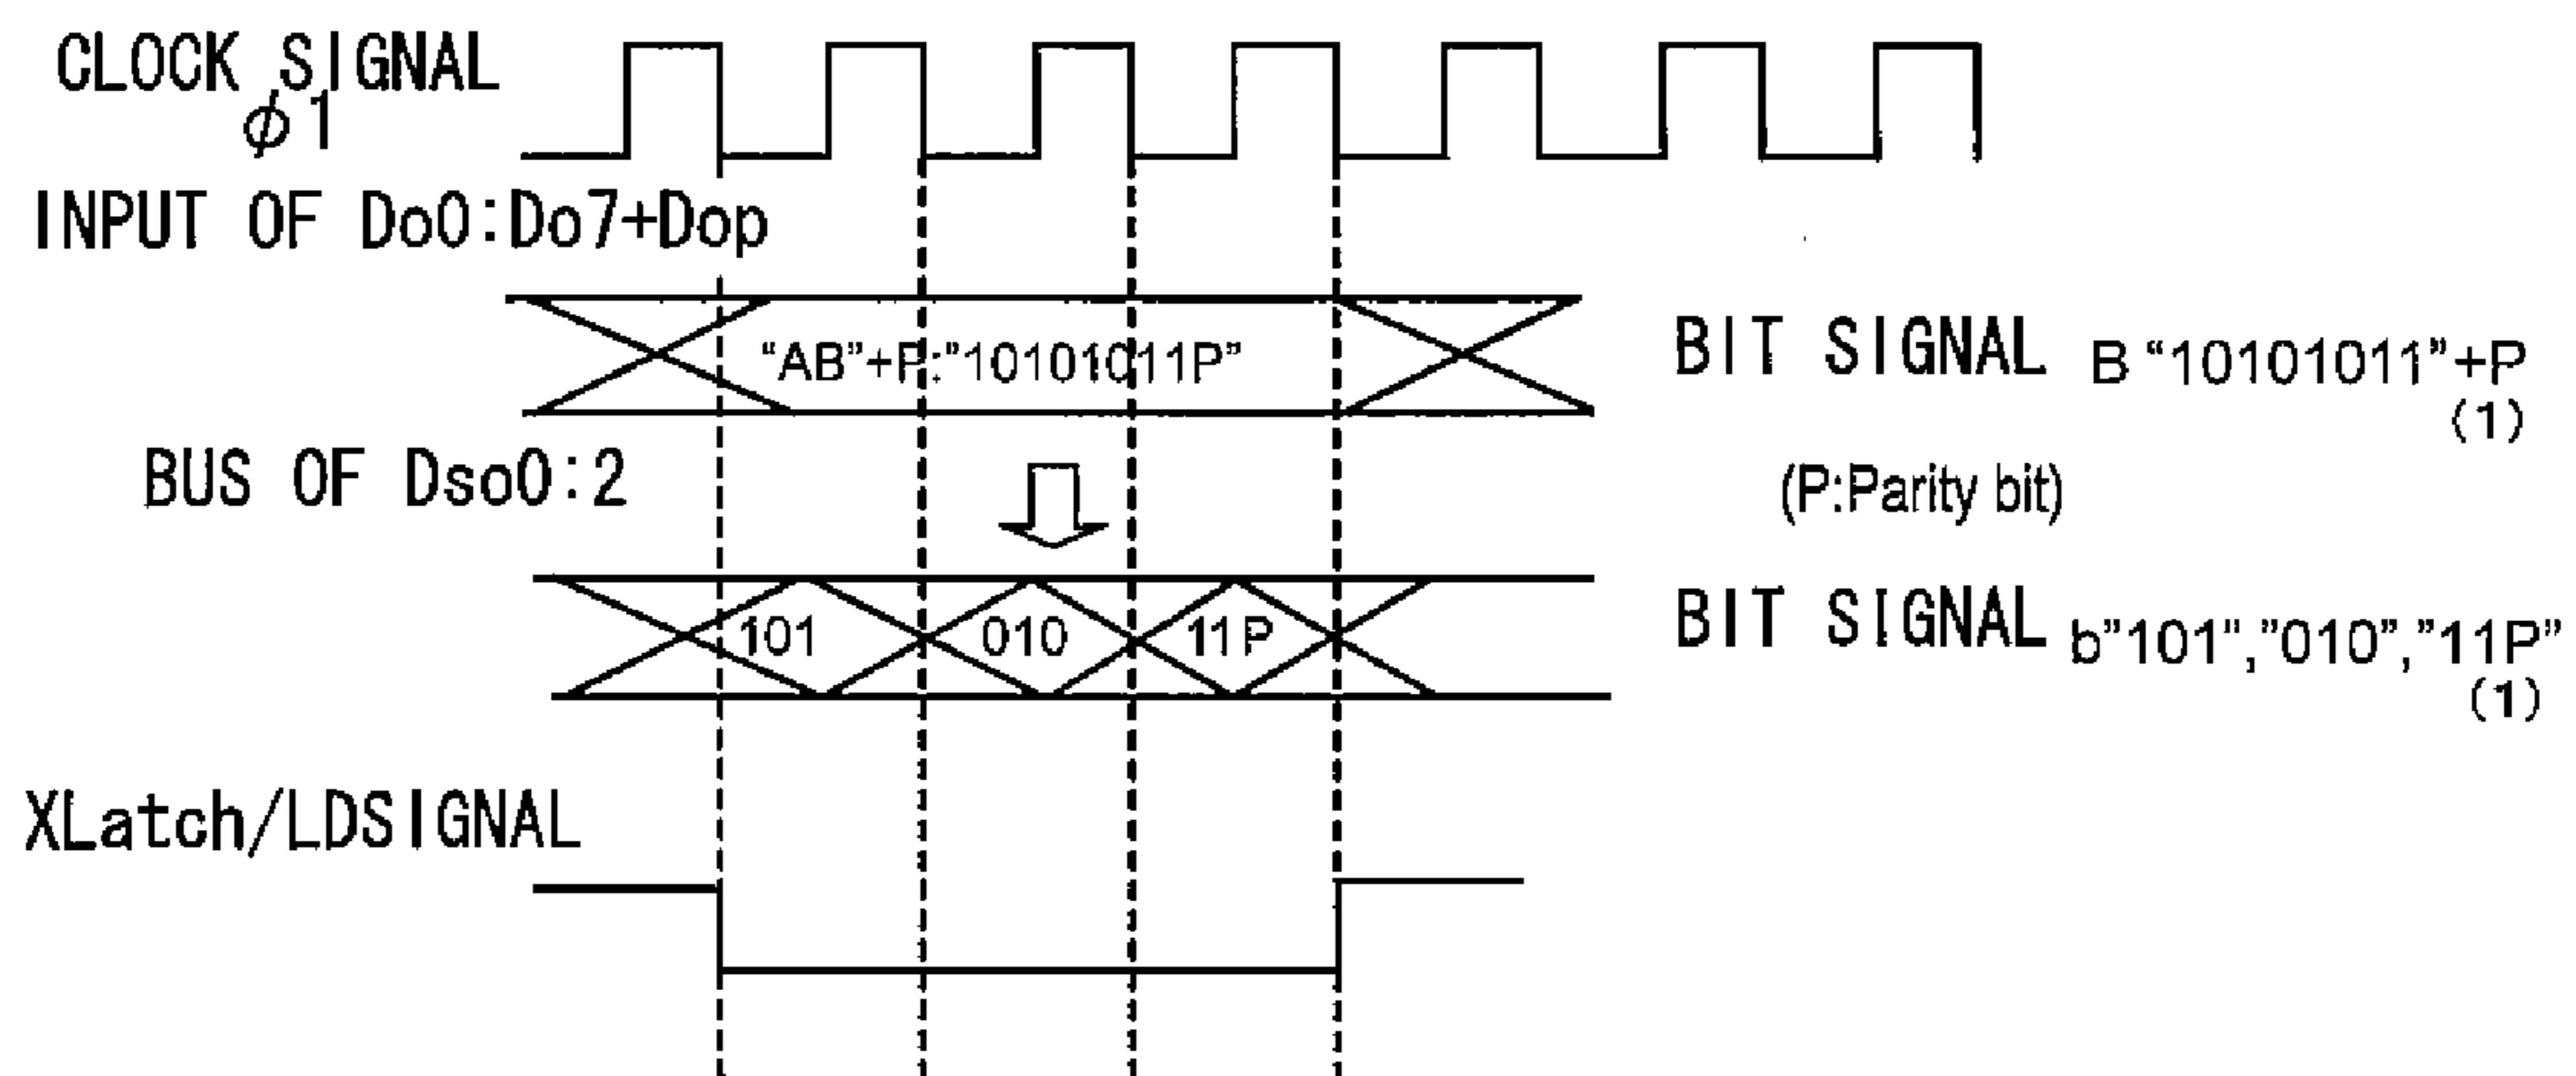 CLOCK SIGNAL
φ1
INPUT OF Do0:Do7+Dop
“AB”+P:”10101011P”
BIT SIGNAL B “10101011”+P
(1)
BUS OF Dso0:2
(P:Parity bit)
101 010 11P
BIT SIGNAL b”101”,”010”,”11P”
(1)
XLatch/LDSIGNAL